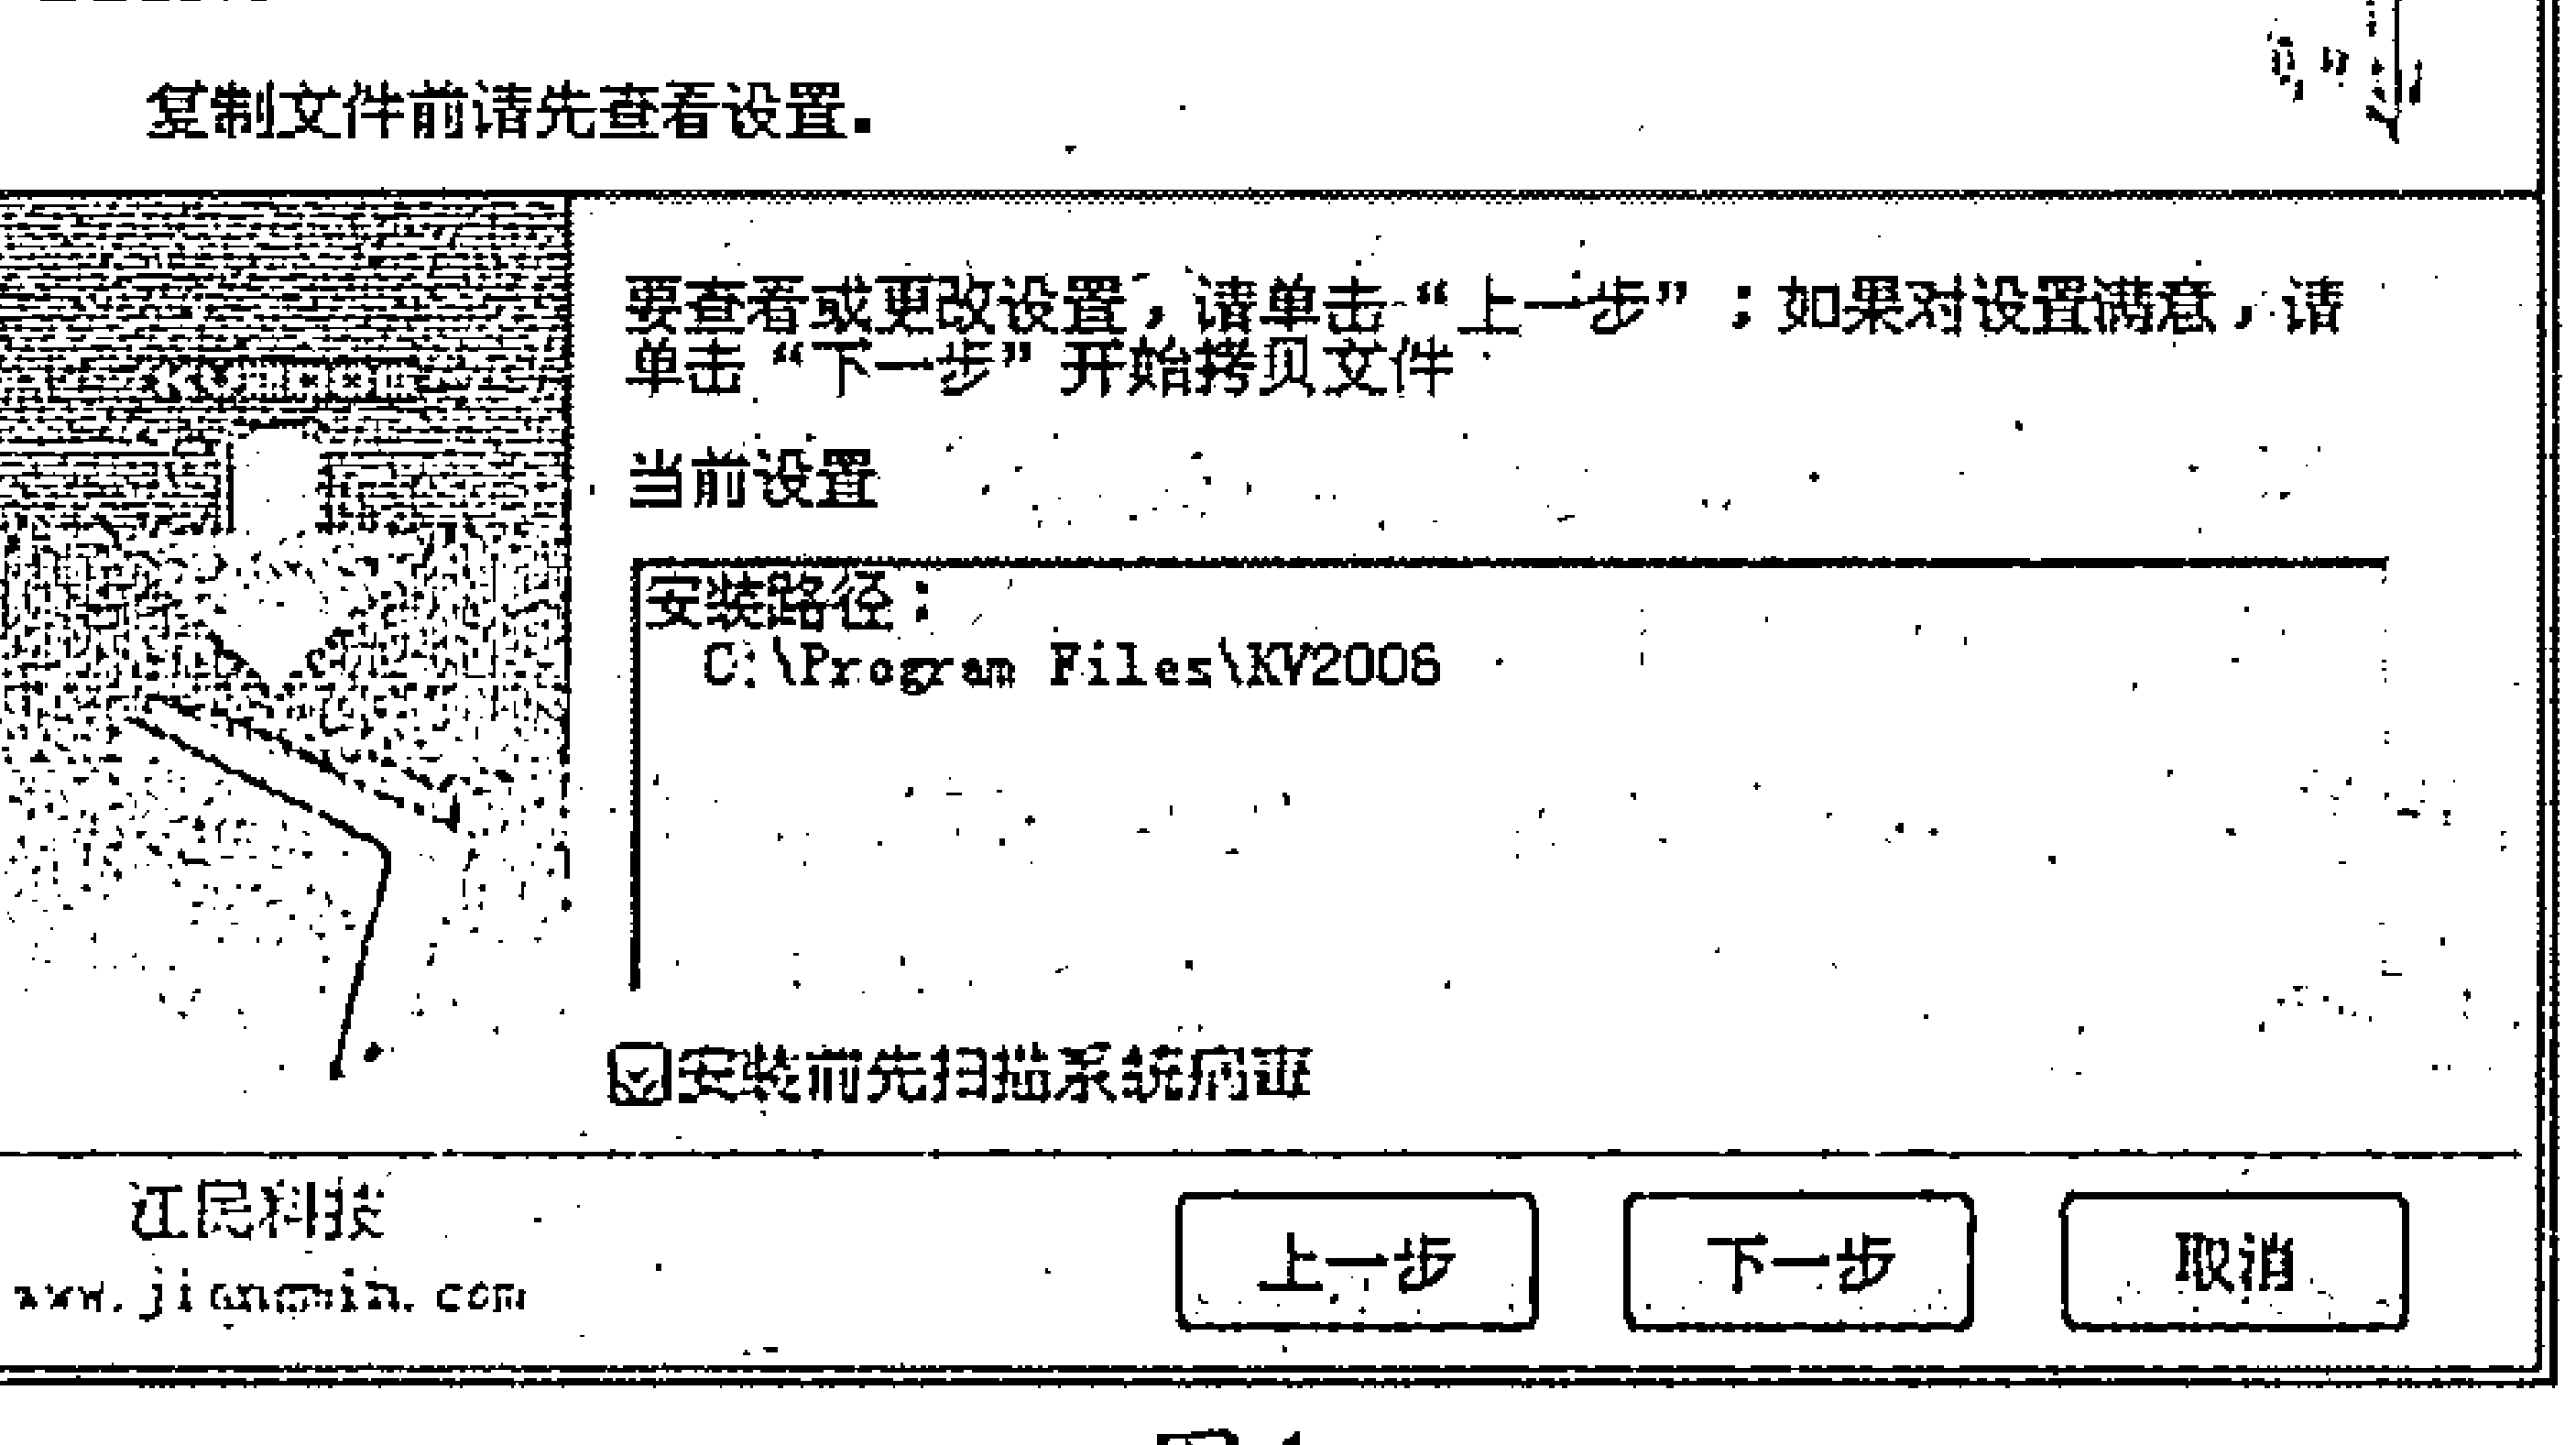 复制文件前请先查看设置.
要查看或更改设置，请单击“上一步”；如果对设置满意，请
单击“下一步”开始拷贝文件
当前设置
安装路径：
C:\Program Files\KV2006
安装前先扫描系统病毒
江民科技
www.jiangmin.com
上一步
下一步
取消